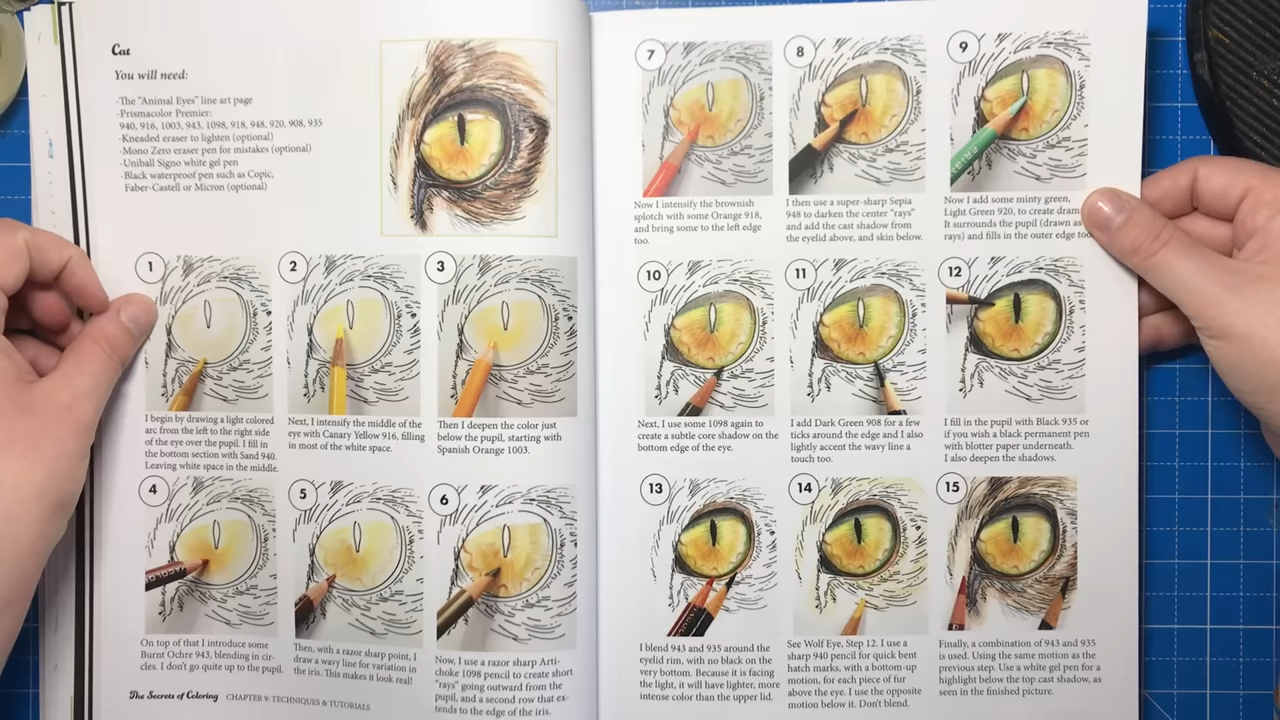 Cat
You will need:
-The "Animal Eyes" line art page
-Prismacolor Premier:
940, 916, 1003, 943, 1098, 918, 948, 920, 908, 935
-Kneaded eraser to lighten (optional)
-Mono Zero eraser pen for mistakes (optional)
-Uniball Signo white gel pen
-Black waterproof pen such as Copic,
Faber-Castell or Micron (optional)
1
I begin by drawing a light colored
arc from the left to the right side
of the eye over the pupil. I fill in
the bottom section with Sand 940.
Leaving white space in the middle.
2
Next, I intensify the middle of the
eye with Canary Yellow 916, filling
in most of the white space.
3
Then I deepen the color just
below the pupil, starting with
Spanish Orange 1003.
4
On top of that I introduce some
Burnt Ochre 943, blending in cir-
cles. I don't go quite up to the pupil.
5
Then, with a razor sharp point, I
draw a wavy line for variation in
the iris. This makes it look real!
6
Now, I use a razor sharp Arti-
choke 1098 pencil to create short
"rays" going outward from the
pupil, and a second row that ex-
tends to the edge of the iris.
The Secrets of Coloring CHAPTER 9: TECHNIQUES & TUTORIALS
7
Now I intensify the brownish
splotch with some Orange 918,
and bring some to the left edge
too.
8
I then use a super-sharp Sepia
948 to darken the center "rays"
and add the cast shadow from
the eyelid above, and skin below.
9
Now I add some minty green,
Light Green 920, to create dram
It surrounds the pupil (drawn as
rays) and fills in the outer edge too
10
Next, I use some 1098 again to
create a subtle core shadow on the
bottom edge of the eye.
11
I add Dark Green 908 for a few
ticks around the edge and I also
lightly accent the wavy line a
touch too.
12
I fill in the pupil with Black 935 or
if you wish a black permanent pen
with blotter paper underneath.
I also deepen the shadows.
13
I blend 943 and 935 around the
eyelid rim, with no black on the
very bottom. Because it is facing
the light, it will have lighter, more
intense color than the upper lid.
14
See Wolf Eye, Step 12. I use a
sharp 940 pencil for quick bent
hatch marks, with a bottom-up
motion, for each piece of fur
above the eye. I use the opposite
motion below it. Don't blend.
15
Finally, a combination of 943 and 935
is used. Using the same motion as the
previous step. Use a white gel pen for a
highlight below the top cast shadow, as
seen in the finished picture.